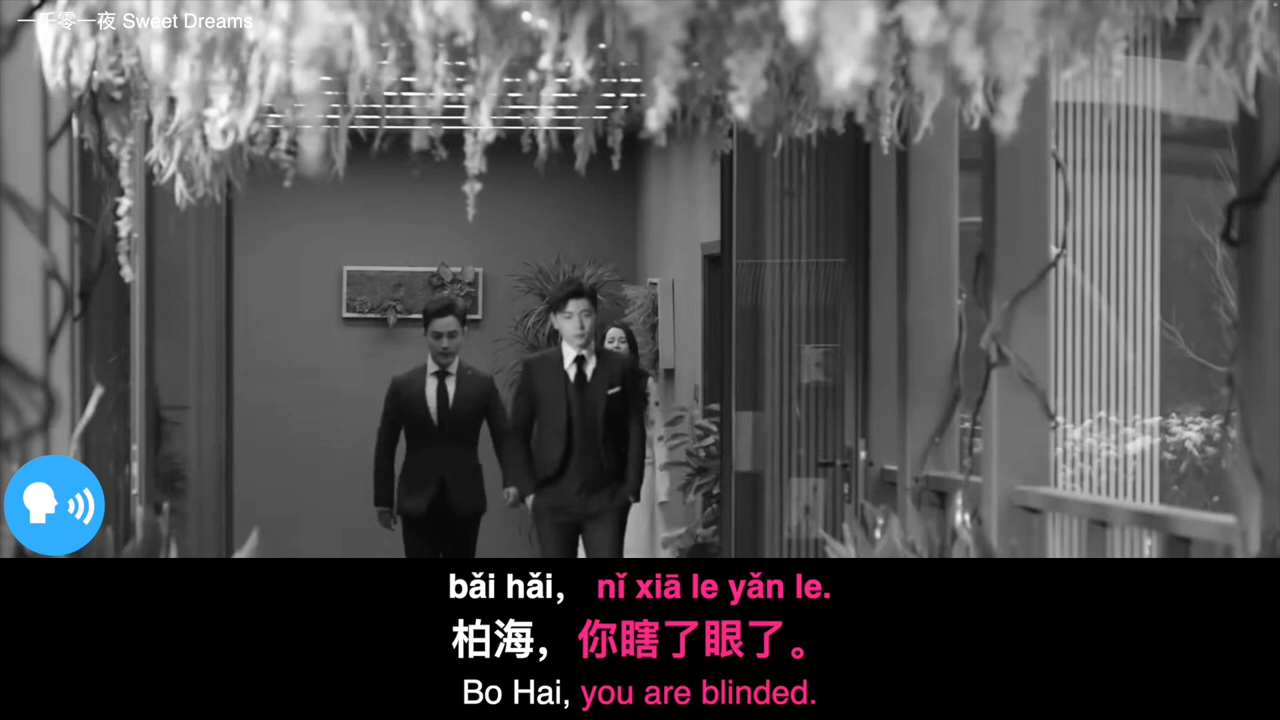 一千零一夜 Sweet Dreams
bǎi hǎi， nǐ xiā le yǎn le.
柏海，你瞎了眼了。
Bo Hai, you are blinded.